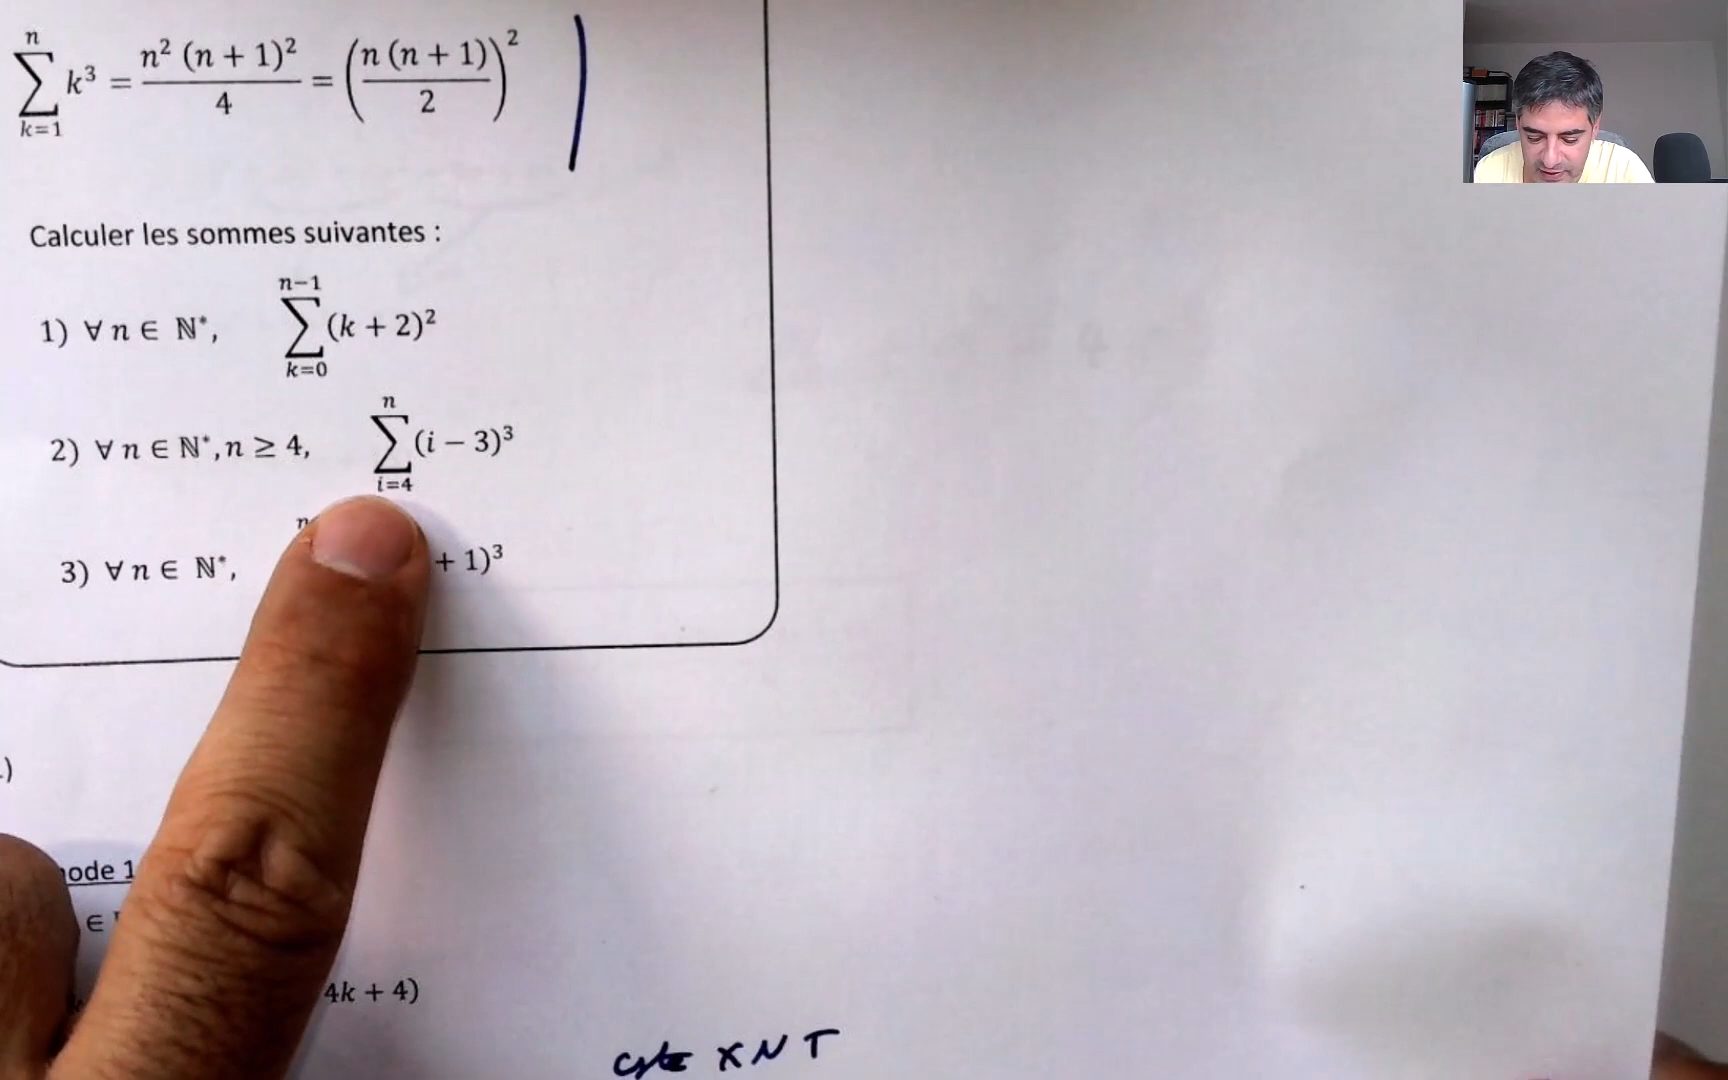 n
∑ k³ = n² (n + 1)² / 4 = (n (n + 1) / 2)²
k=1
Calculer les sommes suivantes :
n−1
1) ∀ n ∈ ℕ*, ∑ (k + 2)²
k=0
n
2) ∀ n ∈ ℕ*, n ≥ 4, ∑ (i − 3)³
i=4
n
3) ∀ n ∈ ℕ*, + 1)³
.)
ode 1
∈
4k + 4)
cste X N T